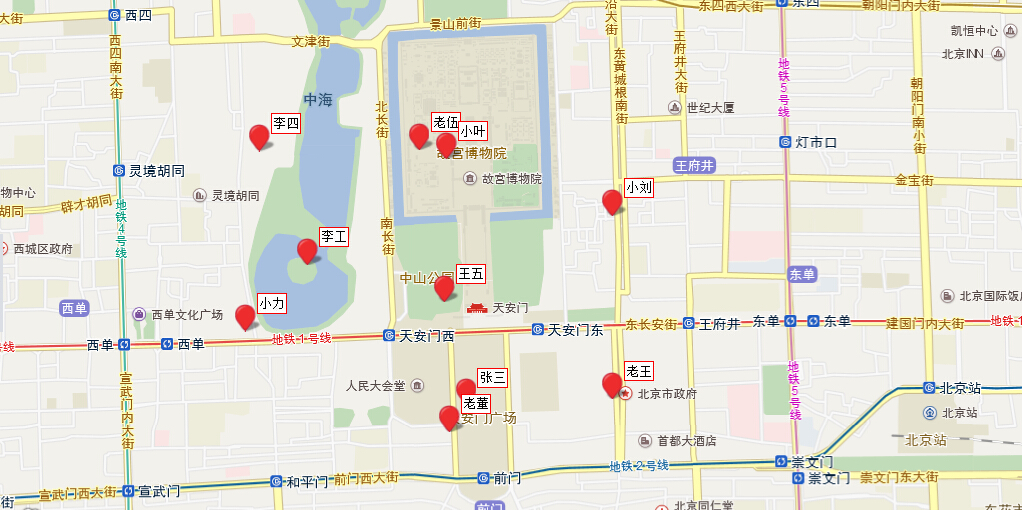 大街
西四
文津街
景山前街
沿大街
东四西大街
东四
朝阳门内大街
凯恒中心
北京INN
西四南大街
中海
北长街
东黄城根南街
王府井大街
地铁5号线
朝阳门南小街
世纪大厦
李四
老伍
小叶
故宫博物院
故宫博物院
灯市口
灵境胡同
灵境胡同
物中心
胡同
辟才胡同
地铁4号线
王府井
金宝街
小刘
西城区政府
李工
南长街
中山公园
王五
东单
西单
西单文化广场
小力
天安门
北京国际饭店
西单
西单
地铁1号线
天安门西
天安门东
东长安街
王府井
东单
东单
建国门内大街
地铁1
线
宣武门内大街
人民大会堂
张三
老王
北京市政府
地铁5号线
北京站
老董
天安门广场
北京站
首都大酒店
北京站
宣武门西大街
宣武门
和平门
前门西大街
前门
地铁2号线
崇文门
崇文门
崇文门东大街
街
前门
北京同仁堂